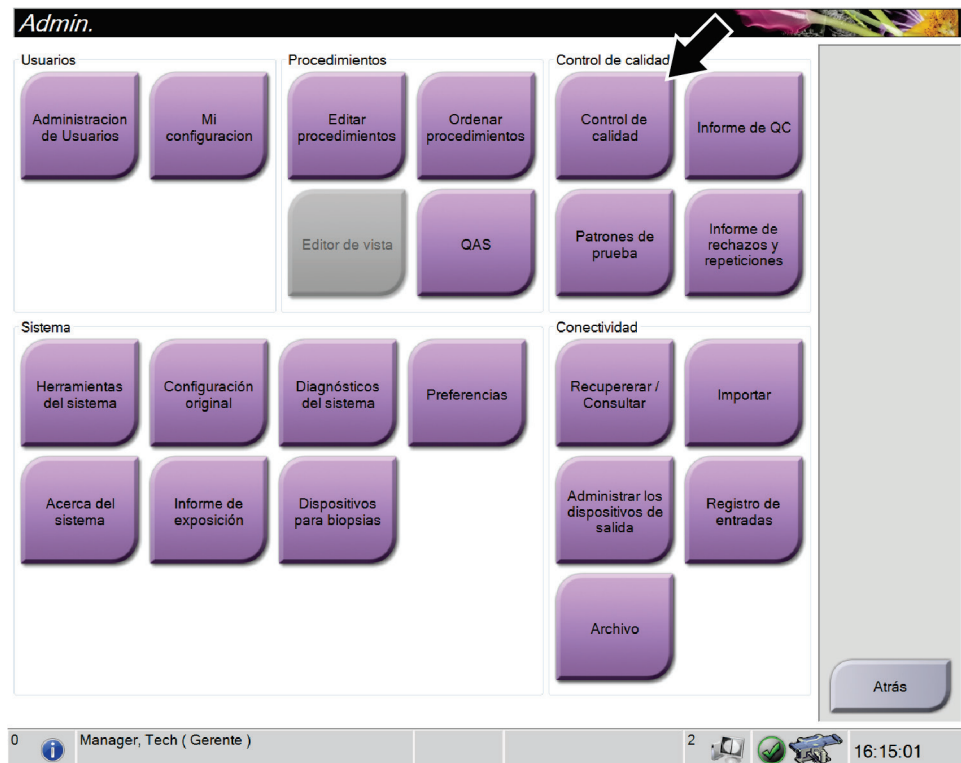 Admin.
Usuarios
Administracion
de Usuarios
Mi
configuracion
Procedimientos
Editar
procedimientos
Ordenar
procedimientos
Editor de vista
QAS
Control de calidad
Control de
calidad
Informe de QC
Patrones de
prueba
Informe de
rechazos y
repeticiones
Sistema
Herramientas
del sistema
Configuración
original
Diagnósticos
del sistema
Preferencias
Acerca del
sistema
Informe de
exposición
Dispositivos
para biopsias
Conectividad
Recupererar /
Consultar
Importar
Administrar los
dispositivos de
salida
Registro de
entradas
Archivo
Atrás
0
Manager, Tech ( Gerente )
2
16:15:01